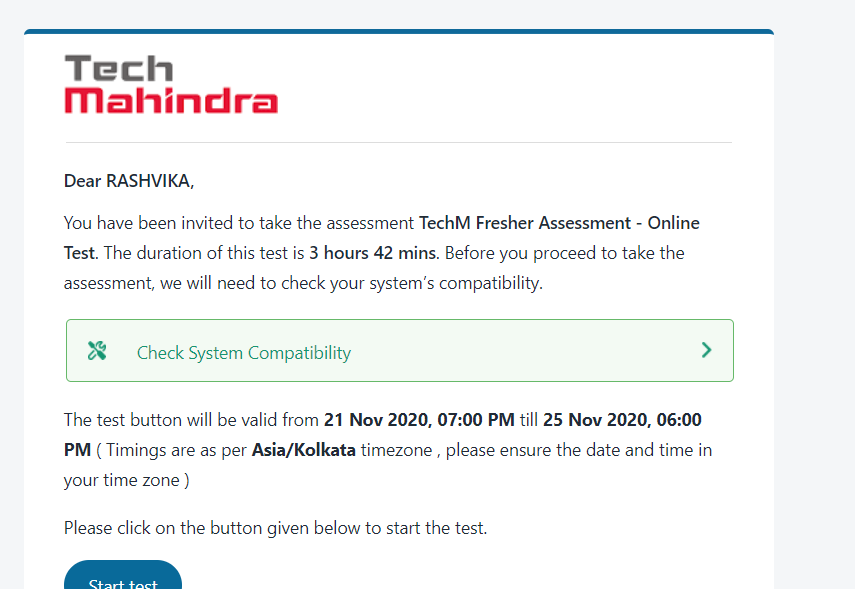 Tech
Mahindra
Dear RASHVIKA,
You have been invited to take the assessment TechM Fresher Assessment - Online
Test. The duration of this test is 3 hours 42 mins. Before you proceed to take the
assessment, we will need to check your system’s compatibility.
Check System Compatibility
The test button will be valid from 21 Nov 2020, 07:00 PM till 25 Nov 2020, 06:00
PM ( Timings are as per Asia/Kolkata timezone , please ensure the date and time in
your time zone )
Please click on the button given below to start the test.
Start test